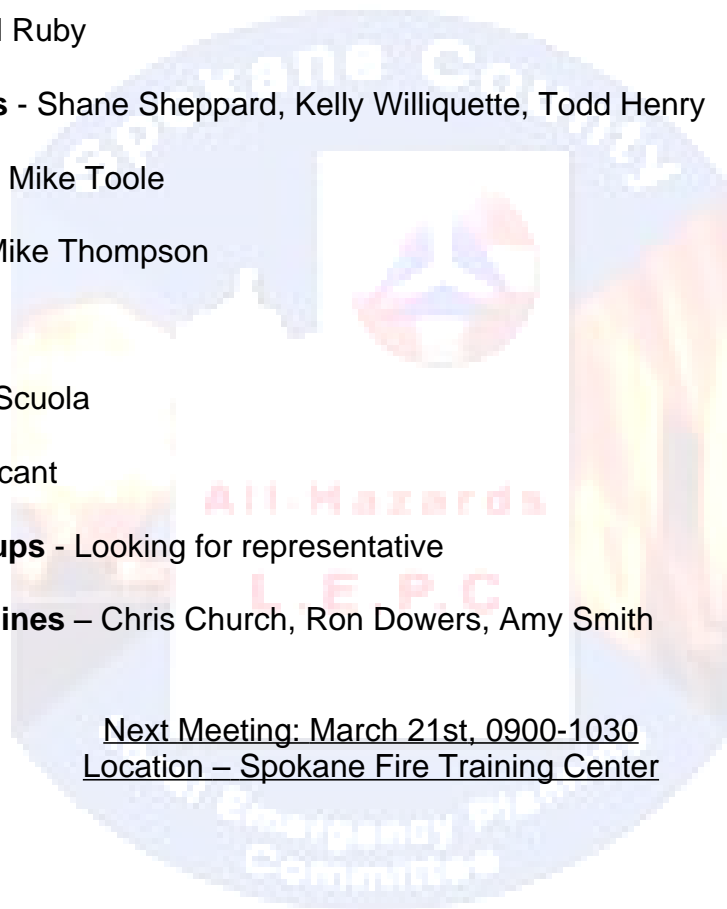 Spokane County
l Ruby
s - Shane Sheppard, Kelly Williquette, Todd Henry
Mike Toole
Mike Thompson
Scuola
cant
All-Hazards
ups - Looking for representative
L.E.P.C
ines – Chris Church, Ron Dowers, Amy Smith
Next Meeting: March 21st, 0900-1030
Location – Spokane Fire Training Center
Emergency
Committee